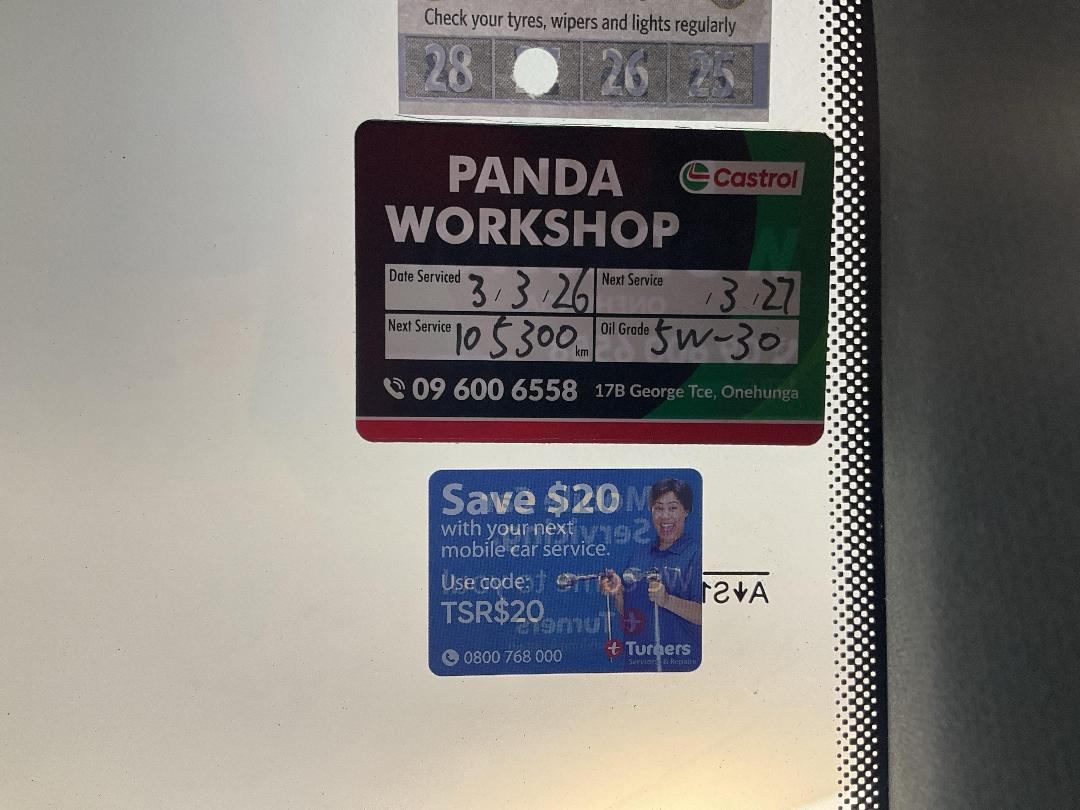 Check your tyres, wipers and lights regularly
28 26 25
PANDA
WORKSHOP
Castrol
Date Serviced 3/3/26
Next Service /3/27
Next Service 105300 km
Oil Grade 5W-30
09 600 6558
17B George Tce, Onehunga
Save $20
with your next
mobile car service.
Use code:
TSR$20
0800 768 000
Turners
Servicing & Repairs